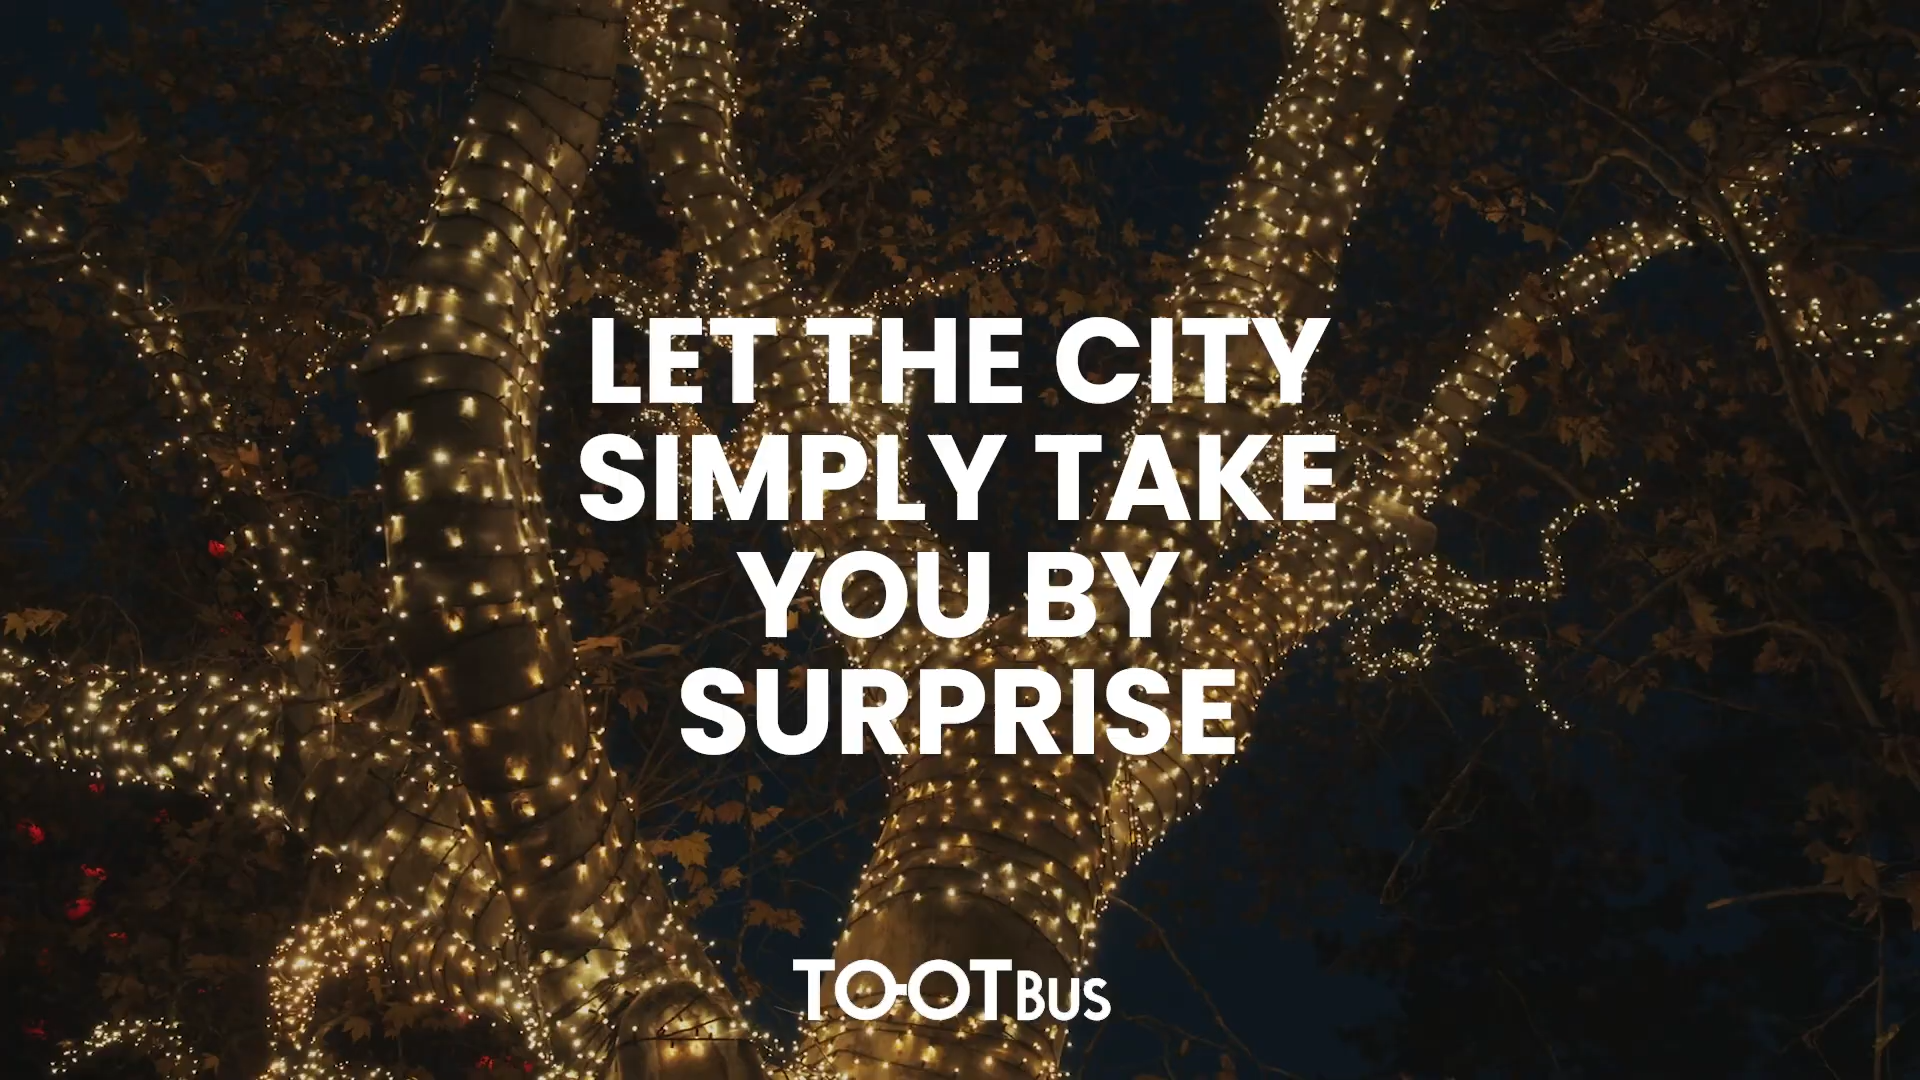 LET THE CITY
SIMPLY TAKE
YOU BY
SURPRISE
TOOTBUS